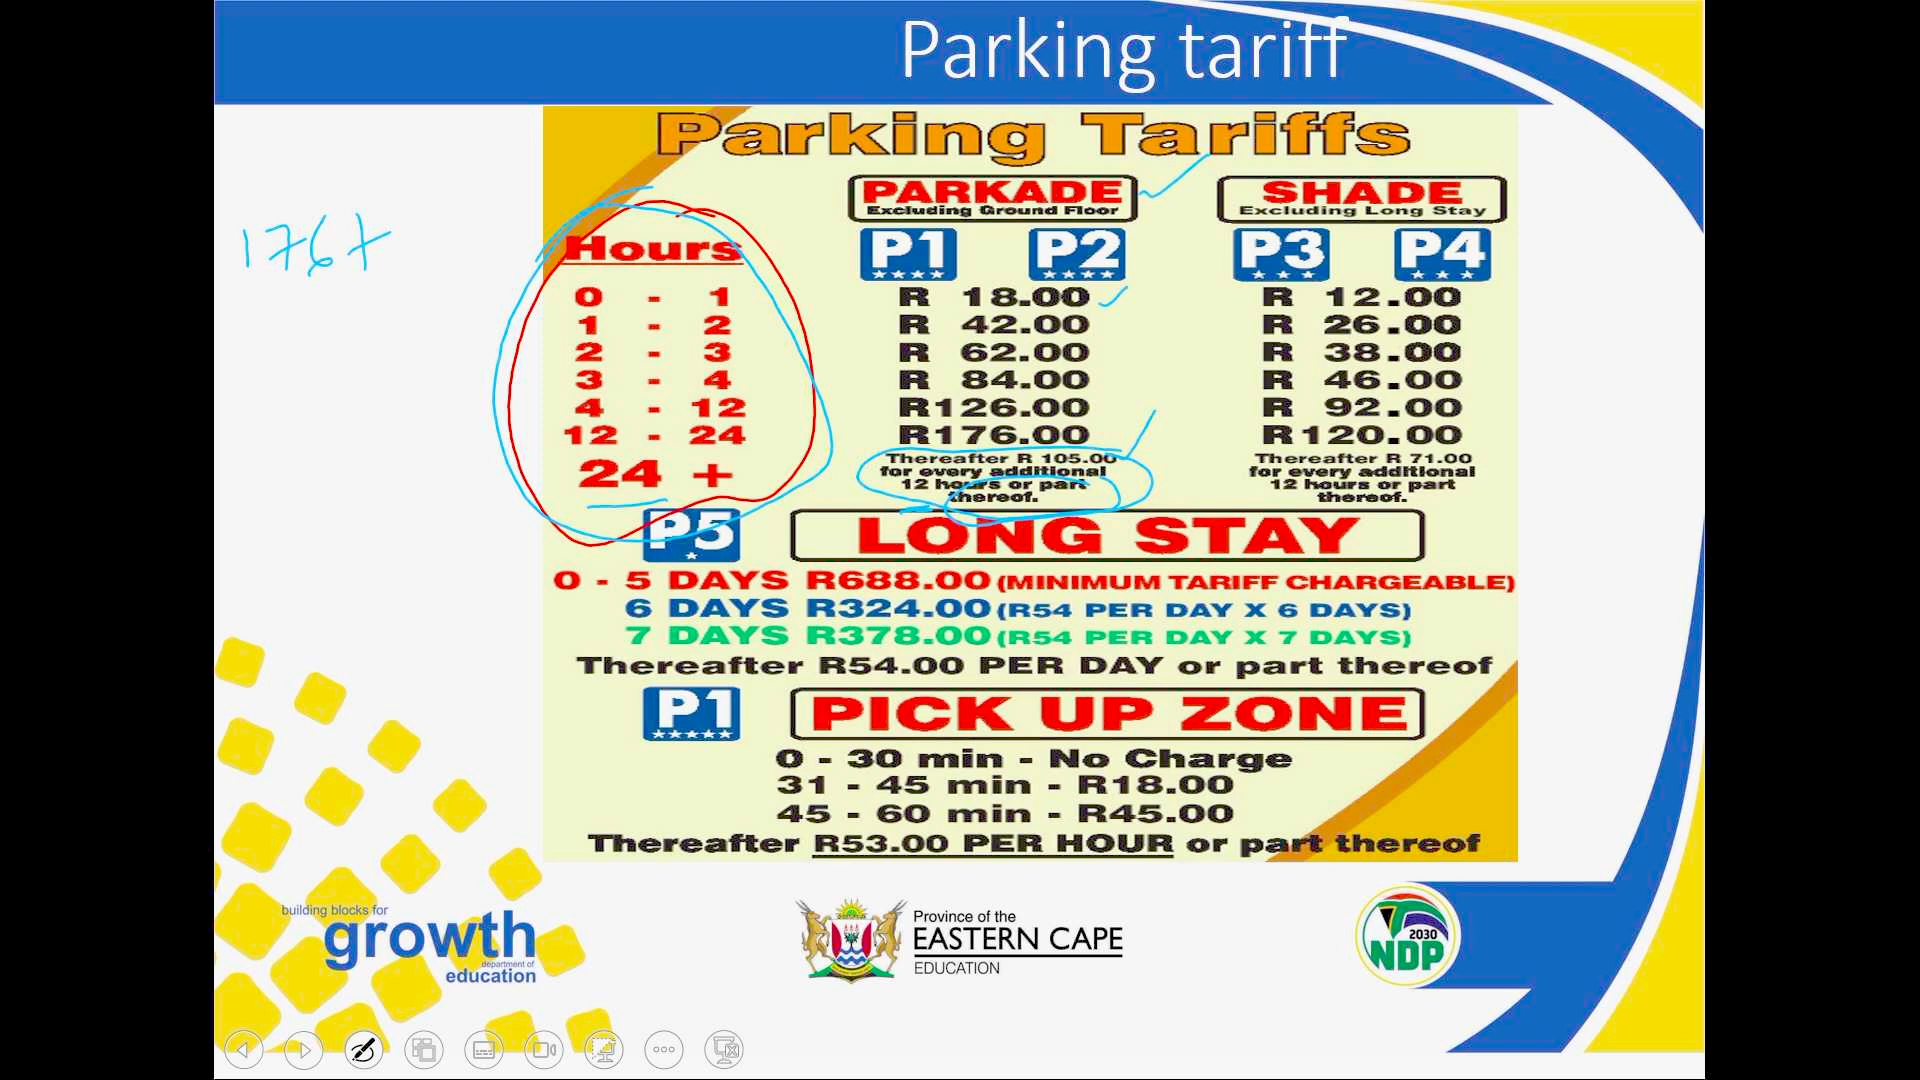 Parking tariff
Parking Tariffs
PARKADE
Excluding Ground Floor
SHADE
Excluding Long Stay
176+
Hours P1 P2 P3 P4
0 - 1 R 18.00 R 12.00
1 - 2 R 42.00 R 26.00
2 - 3 R 62.00 R 38.00
3 - 4 R 84.00 R 46.00
4 - 12 R126.00 R 92.00
12 - 24 R176.00 R120.00
24 +
Thereafter R 105.00
for every additional
12 hours or part
thereof.
Thereafter R 71.00
for every additional
12 hours or part
thereof.
P5 LONG STAY
0 - 5 DAYS R688.00 (MINIMUM TARIFF CHARGEABLE)
6 DAYS R324.00 (R54 PER DAY X 6 DAYS)
7 DAYS R378.00 (R54 PER DAY X 7 DAYS)
Thereafter R54.00 PER DAY or part thereof
P1 PICK UP ZONE
0 - 30 min - No Charge
31 - 45 min - R18.00
45 - 60 min - R45.00
Thereafter R53.00 PER HOUR or part thereof
building blocks for
growth
department of
education
Province of the
EASTERN CAPE
EDUCATION
2030
NDP